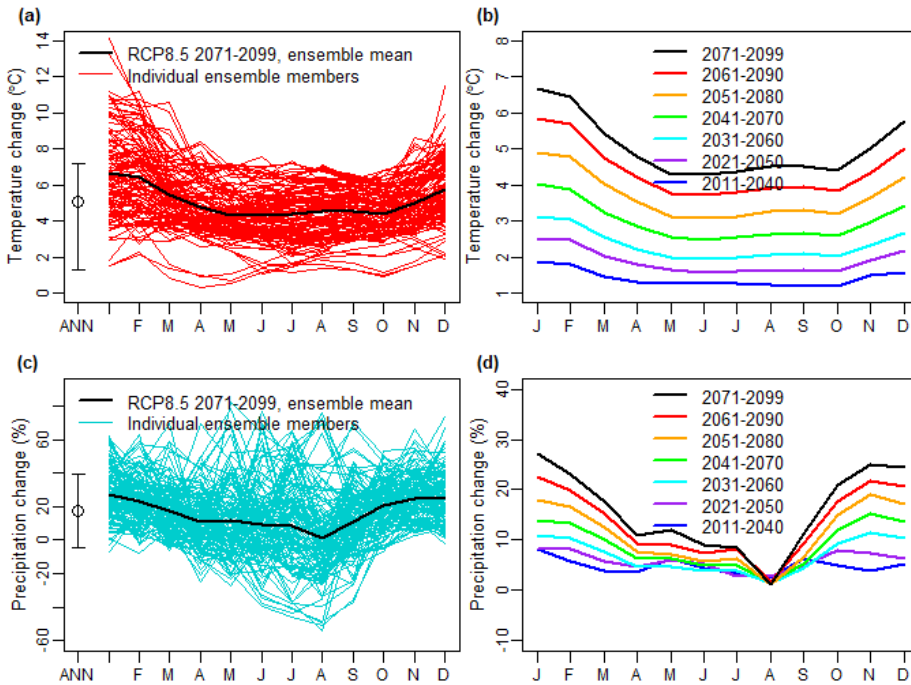 (a)
RCP8.5 2071-2099, ensemble mean
Individual ensemble members
Temperature change (°C)
14
12
10
8
6
4
2
0
ANN F M A M J J A S O N D
(b)
2071-2099
2061-2090
2051-2080
2041-2070
2031-2060
2021-2050
2011-2040
Temperature change (°C)
8
7
6
5
4
3
2
1
J F M A M J J A S O N D
(c)
RCP8.5 2071-2099, ensemble mean
Individual ensemble members
Precipitation change (%)
60
20
0
-20
-60
ANN F M A M J J A S O N D
(d)
2071-2099
2061-2090
2051-2080
2041-2070
2031-2060
2021-2050
2011-2040
Precipitation change (%)
40
30
20
10
0
-10
J F M A M J J A S O N D